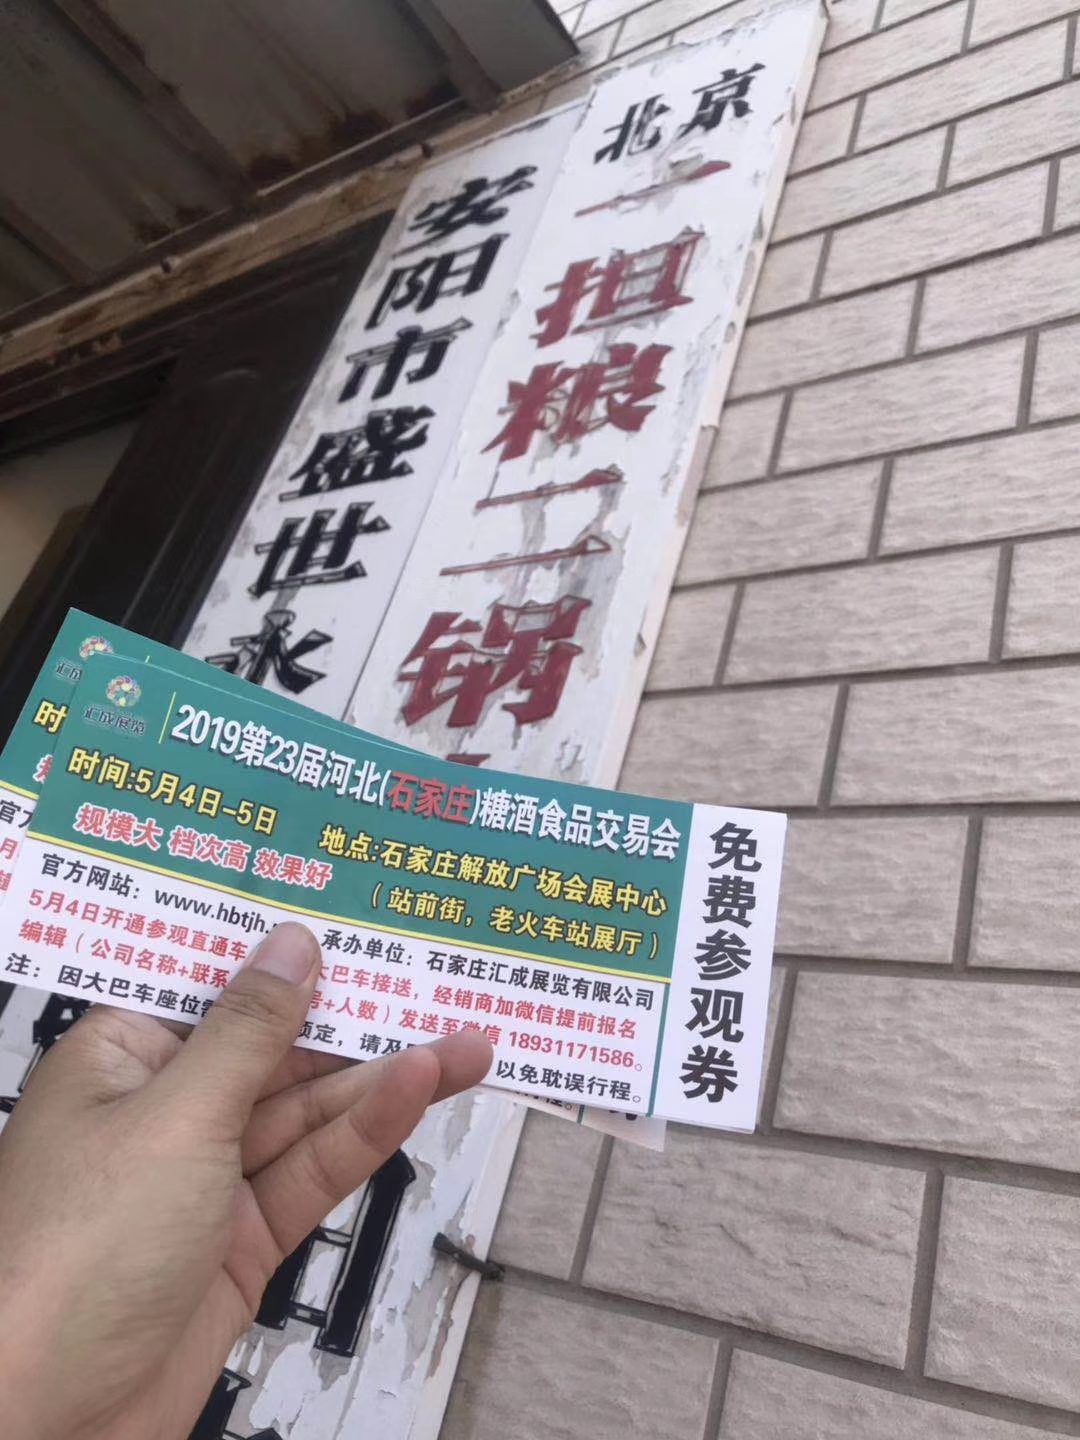 北京
一担粮二锅
安阳市盛世永
汇成展览
2019第23届河北(石家庄)糖酒食品交易会
时间:5月4日-5日
地点:石家庄解放广场会展中心
规模大 档次高 效果好
(站前街，老火车站展厅)
免费参观券
官方网站：www.hbtjh.
承办单位：石家庄汇成展览有限公司
5月4日开通参观直通车
大巴车接送，经销商加微信提前报名
编辑（公司名称+联系
号+人数）发送至微信 18931171586。
注：因大巴车座位需
锁定，请及
以免耽误行程。